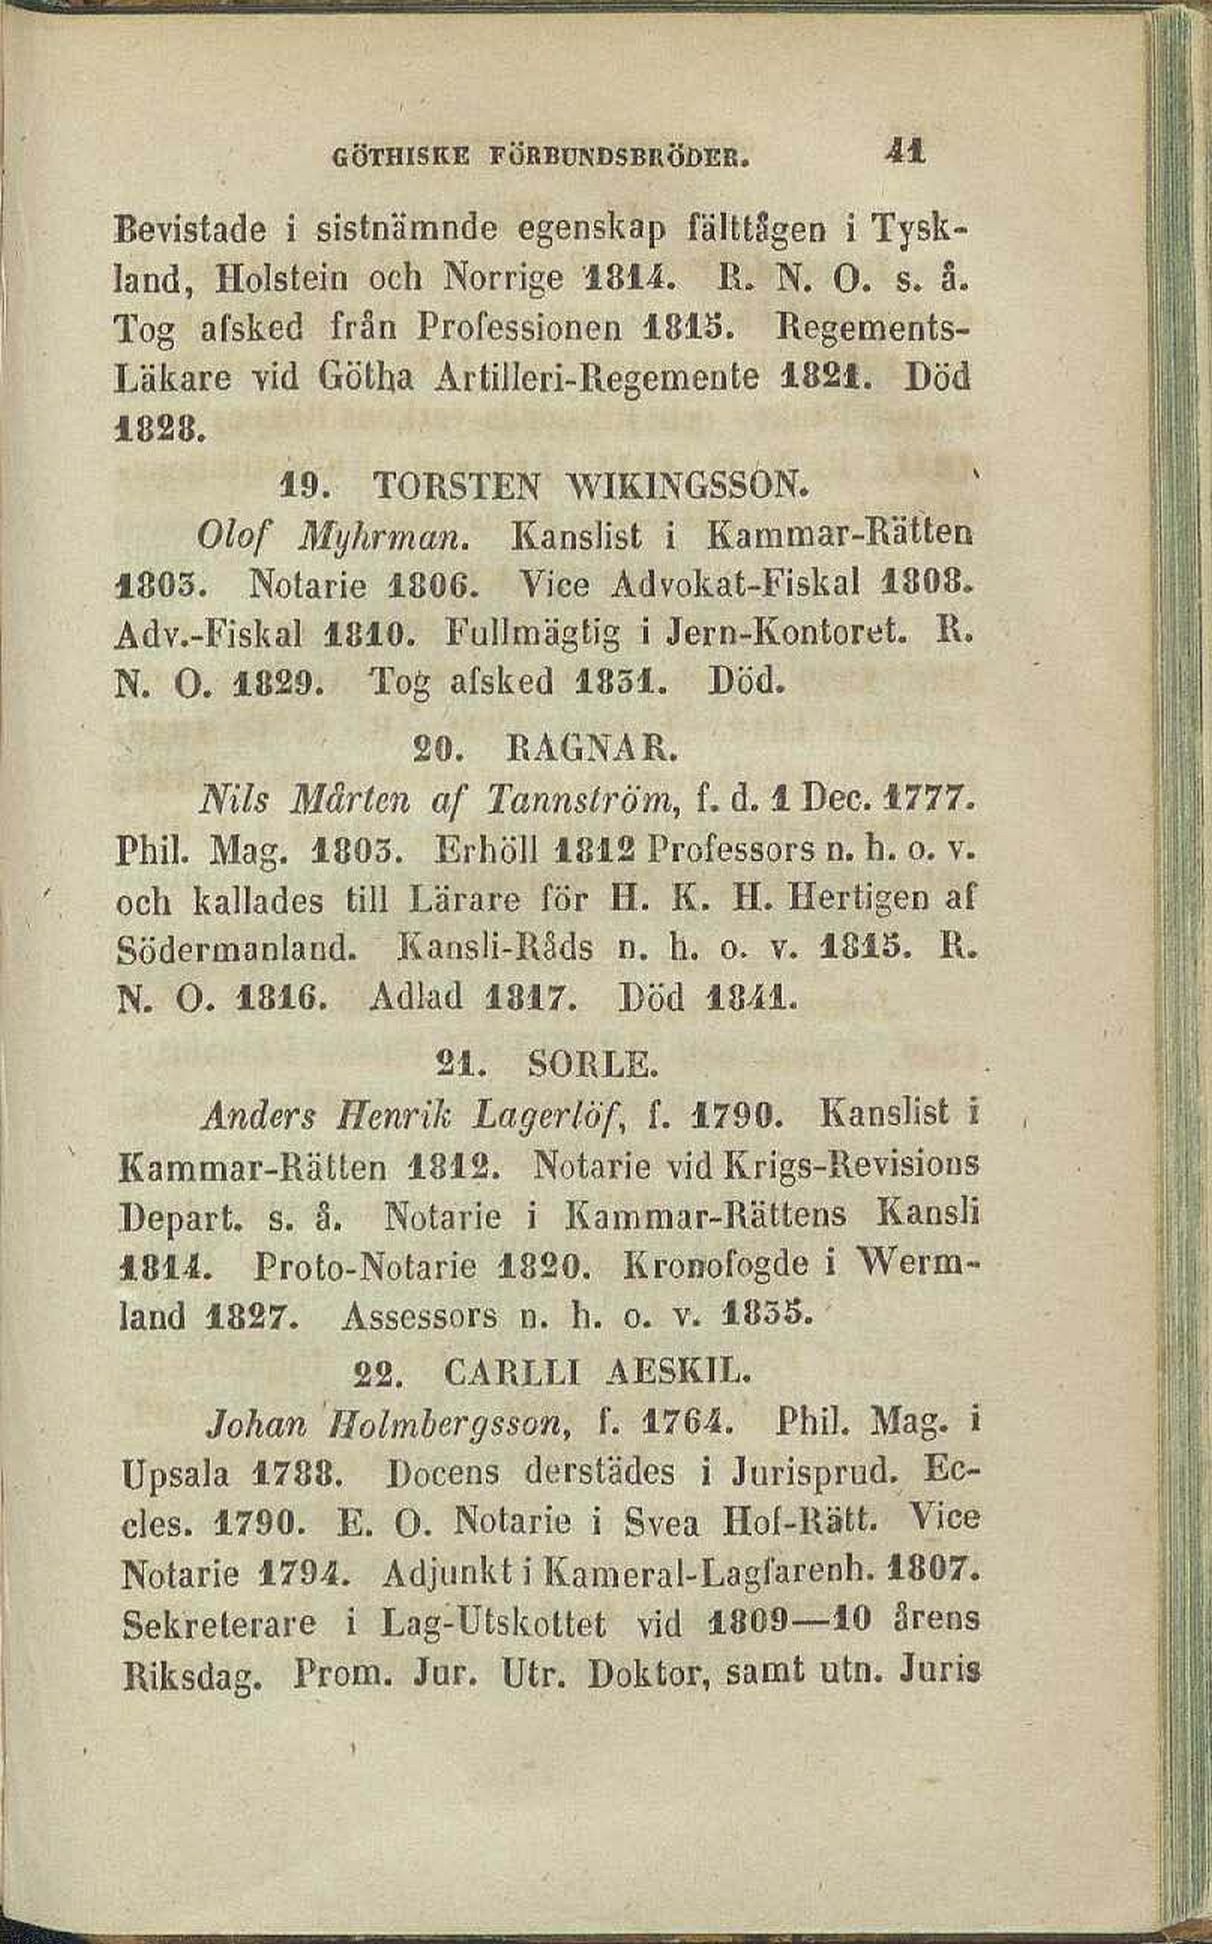 GÖTHISKE FÖRBUNDSBRÖDER. 41
Bevistade i sistnämnde egenskap fälttågen i Tysk-
land, Holstein och Norrige 1814. R. N. O. s. å.
Tog afsked från Professionen 1815. Regements-
Läkare vid Götha Artilleri-Regemente 1821. Död
1828.
19. TORSTEN WIKINGSSON.
Olof Myhrman. Kanslist i Kammar-Rätten
1803. Notarie 1806. Vice Advokat-Fiskal 1808.
Adv.-Fiskal 1810. Fullmägtig i Jern-Kontoret. R.
N. O. 1829. Tog afsked 1831. Död.
20. RAGNAR.
Nils Mårten af Tannström, f. d. 1 Dec. 1777.
Phil. Mag. 1803. Erhöll 1812 Professors n. h. o. v.
och kallades till Lärare för H. K. H. Hertigen af
Södermanland. Kansli-Råds n. h. o. v. 1815. R.
N. O. 1816. Adlad 1817. Död 1841.
21. SORLE.
Anders Henrik Lagerlöf, f. 1790. Kanslist i
Kammar-Rätten 1812. Notarie vid Krigs-Revisions
Depart. s. å. Notarie i Kammar-Rättens Kansli
1814. Proto-Notarie 1820. Kronofogde i Werm-
land 1827. Assessors n. h. o. v. 1835.
22. CARLLI AESKIL.
Johan Holmbergsson, f. 1764. Phil. Mag. i
Upsala 1788. Docens derstädes i Jurisprud. Ec-
cles. 1790. E. O. Notarie i Svea Hof-Rätt. Vice
Notarie 1794. Adjunkt i Kameral-Lagfarenh. 1807.
Sekreterare i Lag-Utskottet vid 1809—10 årens
Riksdag. Prom. Jur. Utr. Doktor, samt utn. Juris